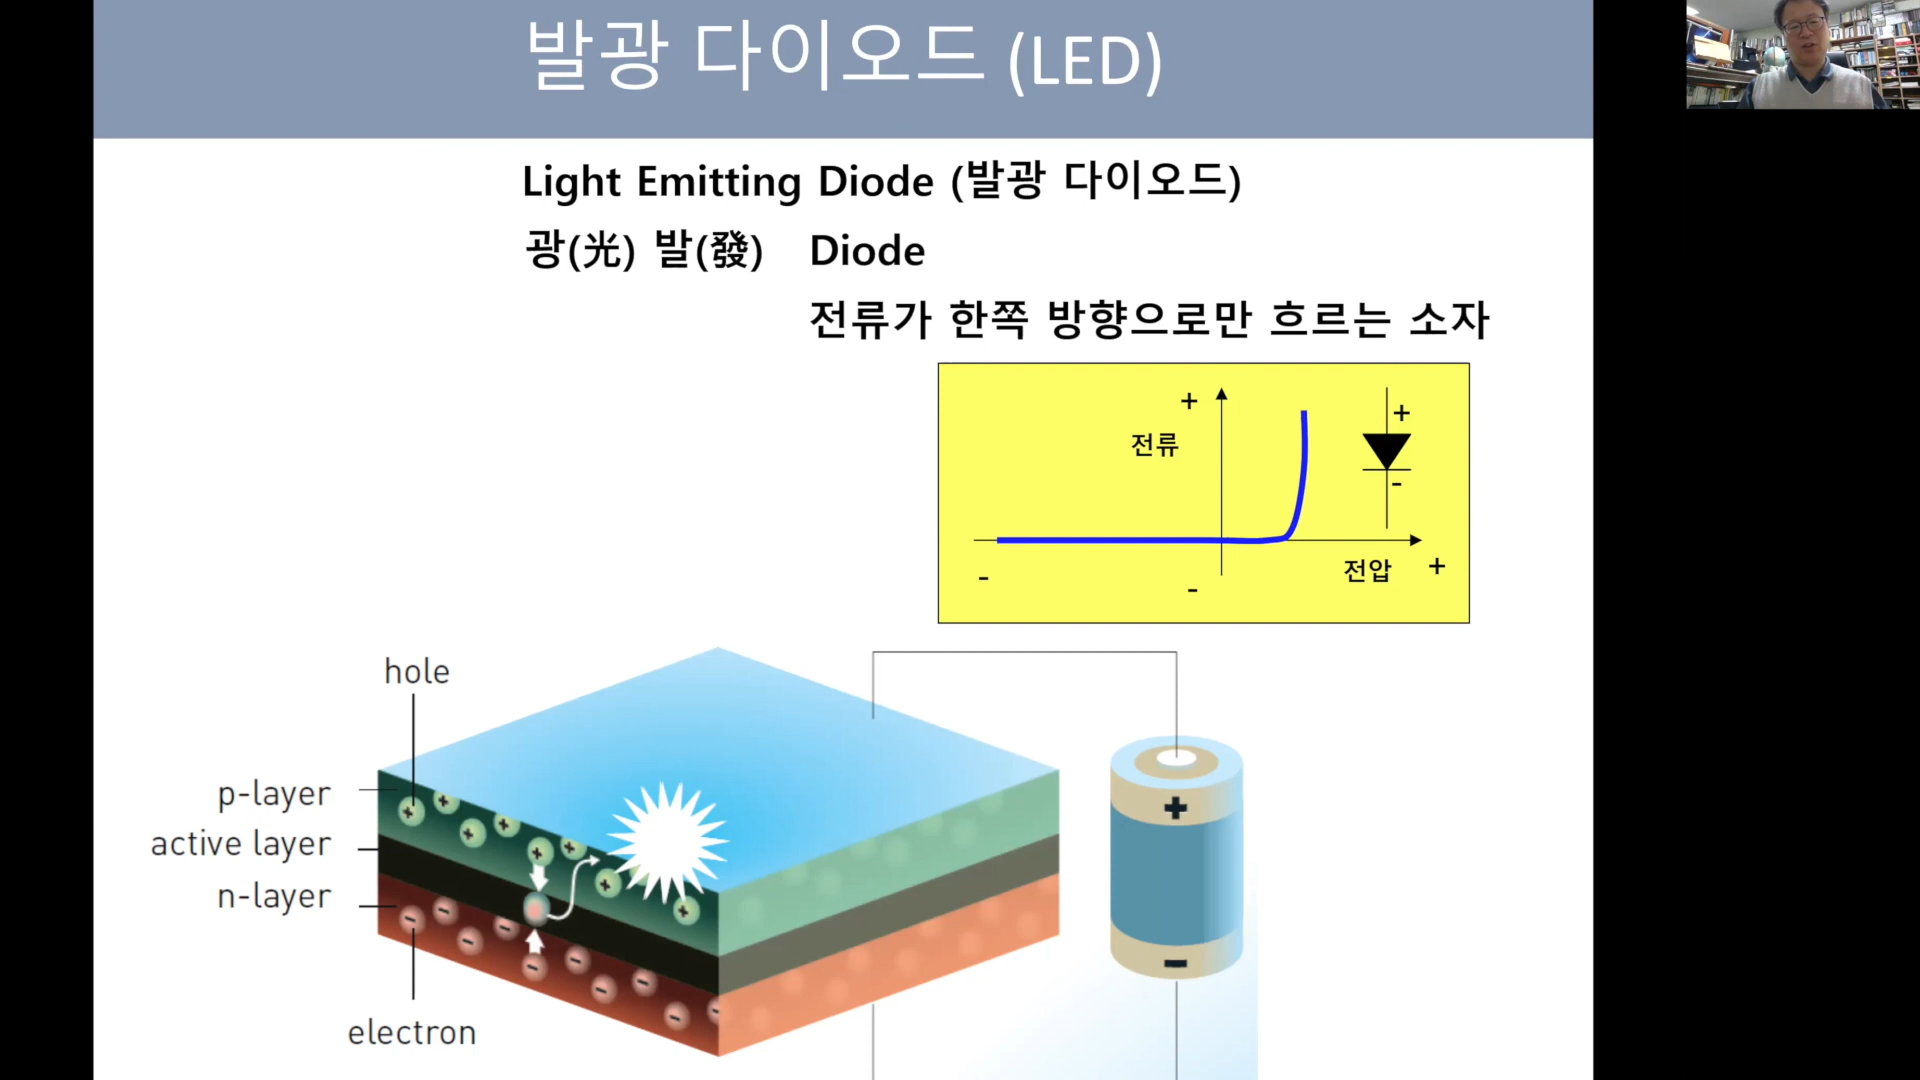 발광 다이오드 (LED)
Light Emitting Diode (발광 다이오드)
광(光) 발(發) Diode
전류가 한쪽 방향으로만 흐르는 소자
+
전류
+
-
전압 +
-
-
hole
p-layer
active layer
n-layer
electron
+
-